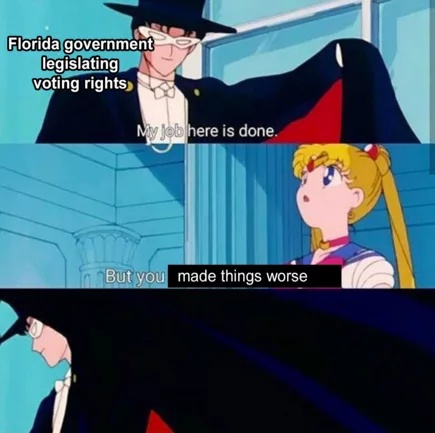 Florida government
legislating
voting rights
My job here is done.
But you made things worse